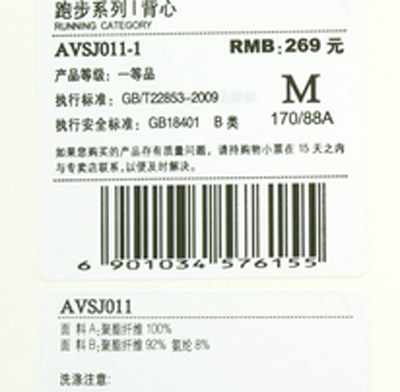 跑步系列 | 背心
RUNNING CATEGORY
AVSJ011-1 RMB: 269 元
产品等级: 一等品
执行标准: GB/T22853-2009 M
执行安全标准: GB18401 B 类 170/88A
如果您购买的产品存有质量问题, 请持购物小票在 15 天之内
与专卖店联系, 以便及时解决。
6 901034 576155
AVSJ011
面 料 A: 聚酯纤维 100%
面 料 B: 聚酯纤维 92% 氨纶 8%
洗涤注意: